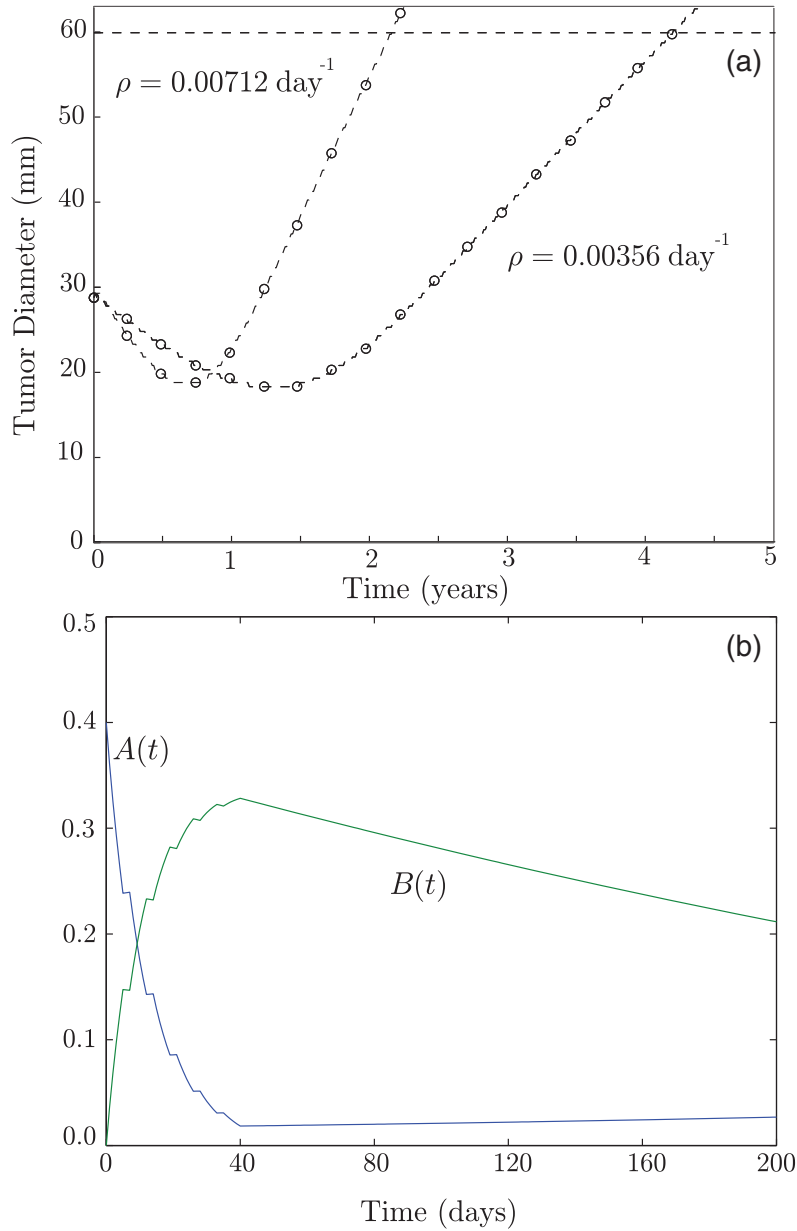 60
(a)
ρ = 0.00712 day⁻¹
50
Tumor Diameter (mm)
40
ρ = 0.00356 day⁻¹
30
20
10
0
0 1 2 3 4 5
Time (years)
0.5
(b)
0.4
A(t)
0.3
B(t)
0.2
0.1
0.0
0 40 80 120 160 200
Time (days)